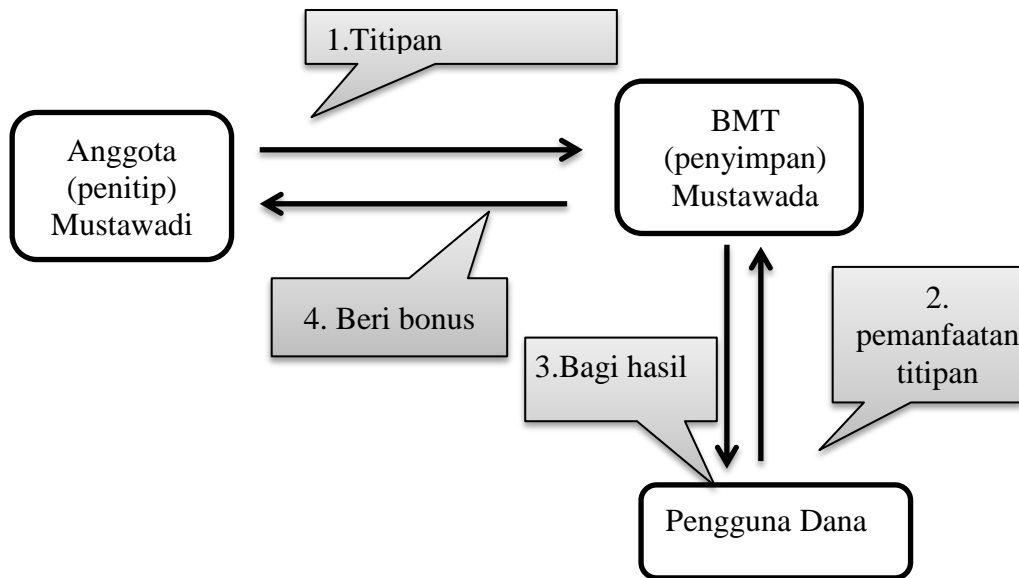 1.Titipan
Anggota
(penitip)
Mustawadi
BMT
(penyimpan)
Mustawada
4. Beri bonus
3.Bagi hasil
2.
pemanfaatan
titipan
Pengguna Dana